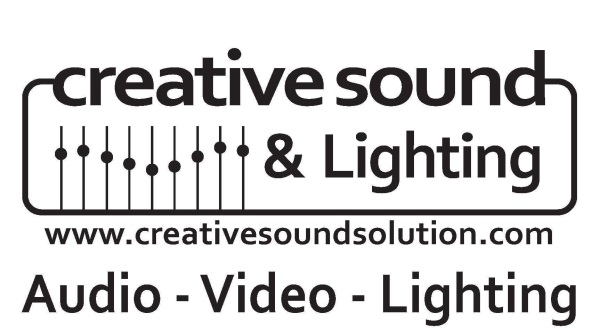 creative sound
& Lighting
www.creativesoundsolution.com
Audio - Video - Lighting